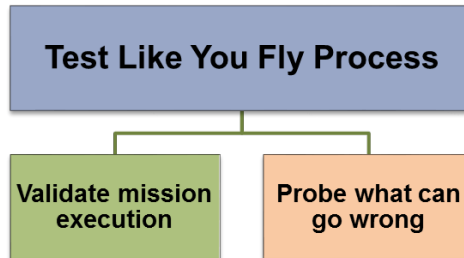 Test Like You Fly Process
Validate mission
execution
Probe what can
go wrong